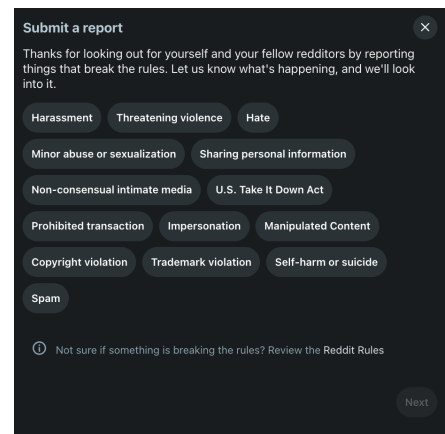 Submit a report
Thanks for looking out for yourself and your fellow redditors by reporting
things that break the rules. Let us know what's happening, and we'll look
into it.
Harassment Threatening violence Hate
Minor abuse or sexualization Sharing personal information
Non-consensual intimate media U.S. Take It Down Act
Prohibited transaction Impersonation Manipulated Content
Copyright violation Trademark violation Self-harm or suicide
Spam
Not sure if something is breaking the rules? Review the Reddit Rules
Next